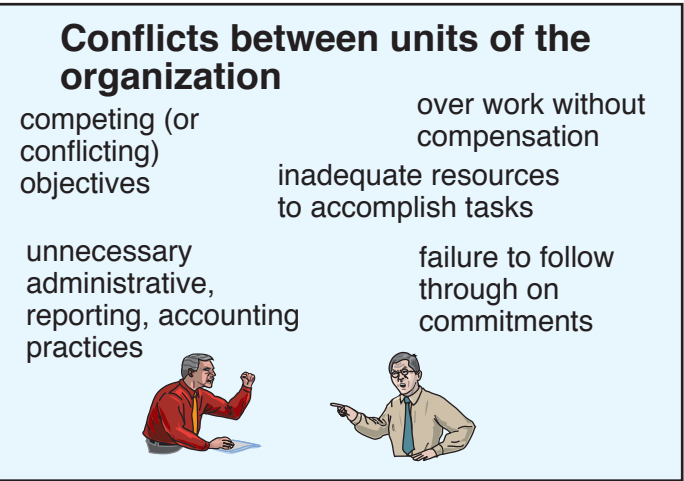 Conflicts between units of the
organization
competing (or
conflicting)
objectives
over work without
compensation
inadequate resources
to accomplish tasks
unnecessary
administrative,
reporting, accounting
practices
failure to follow
through on
commitments